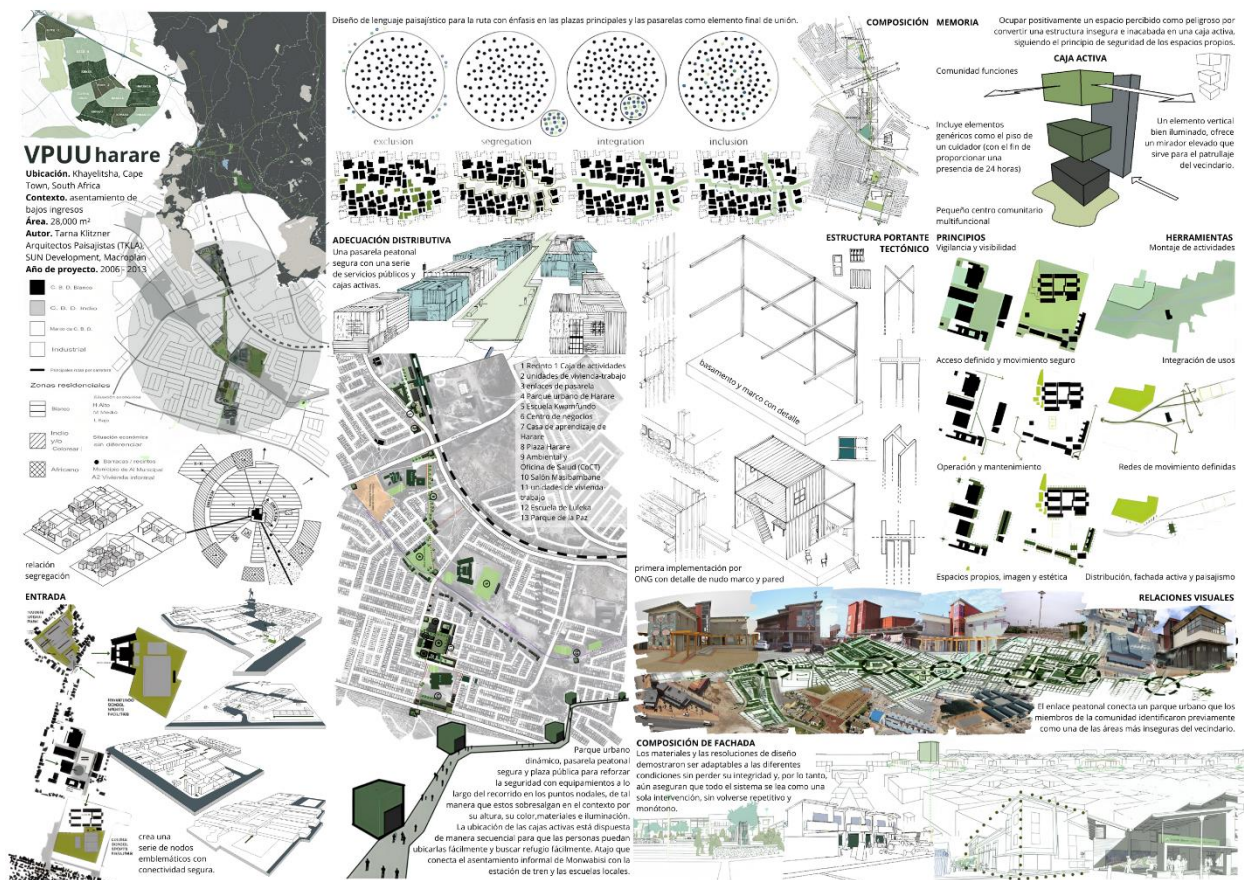 Diseño de lenguaje paisajístico para la ruta con énfasis en las plazas principales y las pasarelas como elemento final de unión.
VPUU harare
Ubicación. Khayelitsha, Cape
Town, South Africa
Contexto. asentamiento de
bajos ingresos
Área. 28,000 m²
Autor. Tarna Klitzner
Arquitectos Paisajistas (TKLA),
SUN Development, Macroplan
Año de proyecto. 2006 - 2013
Industrial
Zonas residenciales
Africano
relación
segregación
ENTRADA
crea una
serie de nodos
emblemáticos con
conectividad segura.
exclusion
segregation
integration
inclusion
ADECUACIÓN DISTRIBUTIVA
Una pasarela peatonal
segura con una serie
de servicios públicos y
cajas activas.
1 Recinto 1 Caja de actividades
2 unidades de vivienda-trabajo
3 enlaces de pasarela
4 Parque urbano de Harare
5 Escuela Kwamfundo
6 Centro de negocios
7 Casa de aprendizaje de
Harare
8 Plaza Harare
9 Ambiental y
Oficina de Salud (CoCT)
10 Salón Masibambane
11 unidades de vivienda-
trabajo
12 Escuela de Luleka
13 Parque de la Paz
Parque urbano
dinámico, pasarela peatonal
segura y plaza pública para reforzar
la seguridad con equipamientos a lo
largo del recorrido en los puntos nodales, de tal
manera que estos sobresalgan en el contexto por
su altura, su color,materiales e iluminación.
La ubicación de las cajas activas está dispuesta
de manera secuencial para que las personas puedan
ubicarlas fácilmente y buscar refugio fácilmente. Atajo que
conecta el asentamiento informal de Monwabisi con la
estación de tren y las escuelas locales.
COMPOSICIÓN
ESTRUCTURA PORTANTE
TECTÓNICO
basamento y marco con detalle
primera implementación por
ONG con detalle de nudo marco y pared
MEMORIA
Ocupar positivamente un espacio percibido como peligroso por
convertir una estructura insegura e inacabada en una caja activa,
siguiendo el principio de seguridad de los espacios propios.
CAJA ACTIVA
Comunidad funciones
Incluye elementos
genéricos como el piso de
un cuidador (con el fin de
proporcionar una
presencia de 24 horas)
Un elemento vertical
bien iluminado, ofrece
un mirador elevado que
sirve para el patrullaje
del vecindario.
Pequeño centro comunitario
multifuncional
PRINCIPIOS
HERRAMIENTAS
Vigilancia y visibilidad
Montaje de actividades
Acceso definido y movimiento seguro
Integración de usos
Operación y mantenimiento
Redes de movimiento definidas
Espacios propios, imagen y estética
Distribución, fachada activa y paisajismo
RELACIONES VISUALES
El enlace peatonal conecta un parque urbano que los
miembros de la comunidad identificaron previamente
como una de las áreas más inseguras del vecindario.
COMPOSICIÓN DE FACHADA
Los materiales y las resoluciones de diseño
demostraron ser adaptables a las diferentes
condiciones sin perder su integridad y, por lo tanto,
aún aseguran que todo el sistema se lea como una
sola intervención, sin volverse repetitivo y
monótono.